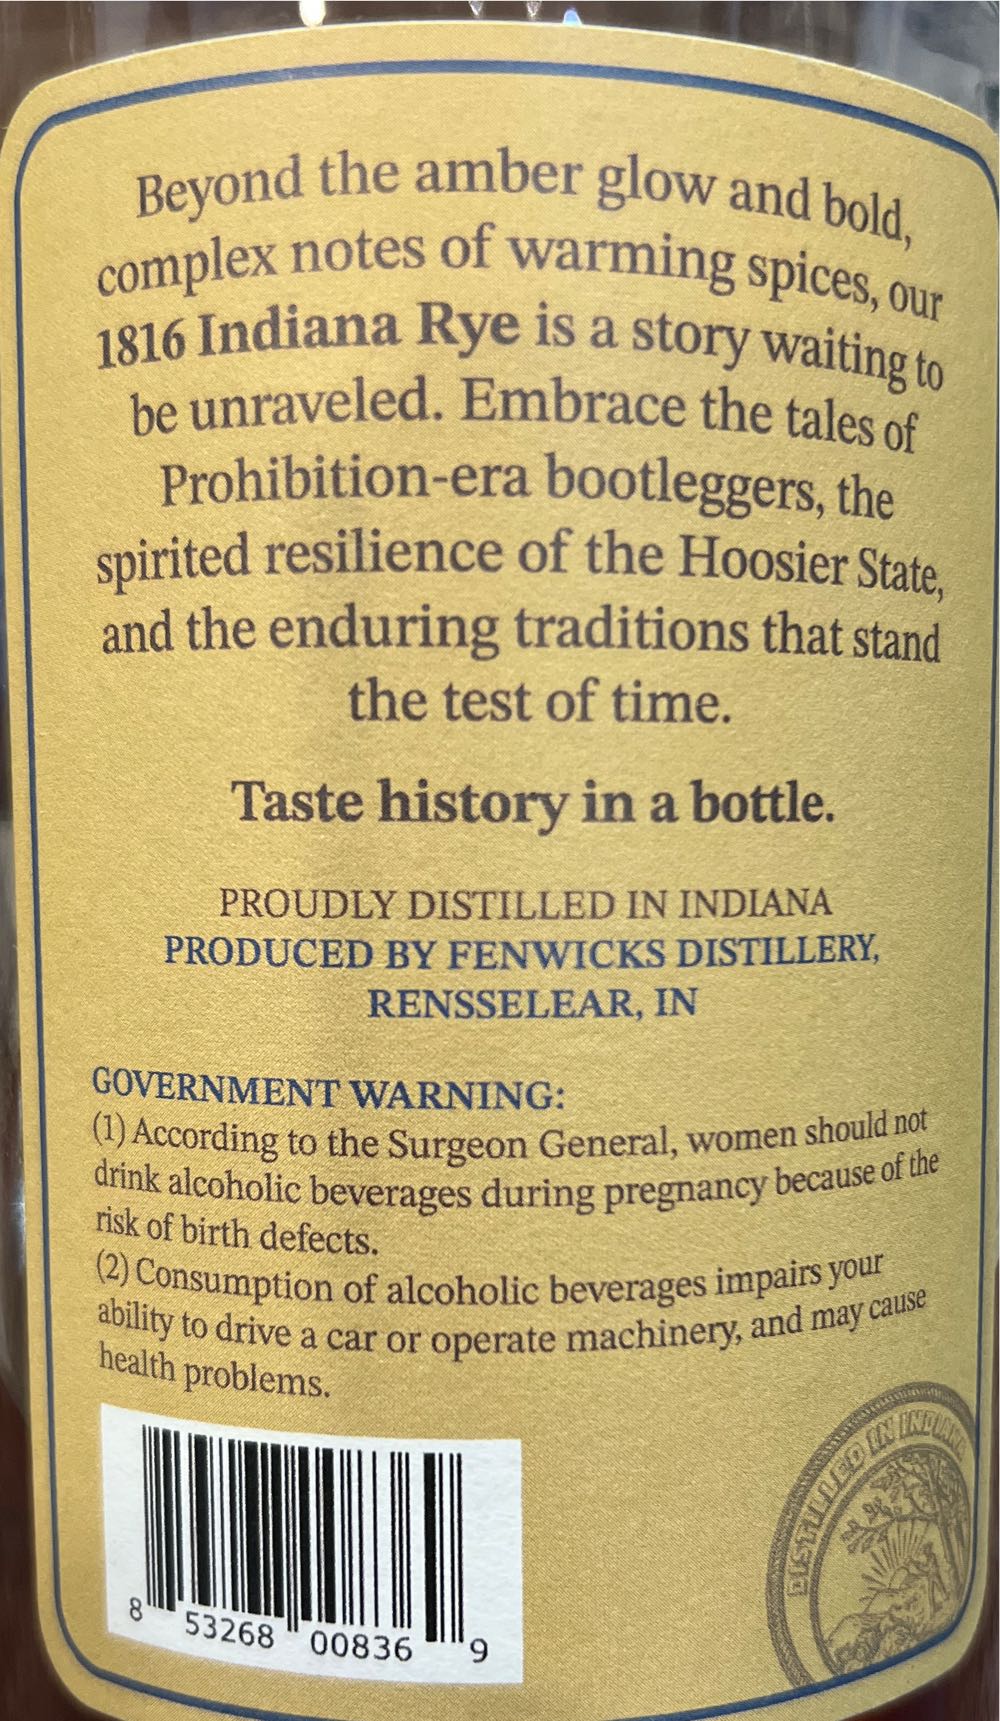 Beyond the amber glow and bold,
complex notes of warming spices, our
1816 Indiana Rye is a story waiting to
be unraveled. Embrace the tales of
Prohibition-era bootleggers, the
spirited resilience of the Hoosier State,
and the enduring traditions that stand
the test of time.
Taste history in a bottle.
PROUDLY DISTILLED IN INDIANA
PRODUCED BY FENWICKS DISTILLERY,
RENSSELEAR, IN
GOVERNMENT WARNING:
(1) According to the Surgeon General, women should not
drink alcoholic beverages during pregnancy because of the
risk of birth defects.
(2) Consumption of alcoholic beverages impairs your
ability to drive a car or operate machinery, and may cause
health problems.
8 53268 00836 9
DISTILLED IN INDIANA